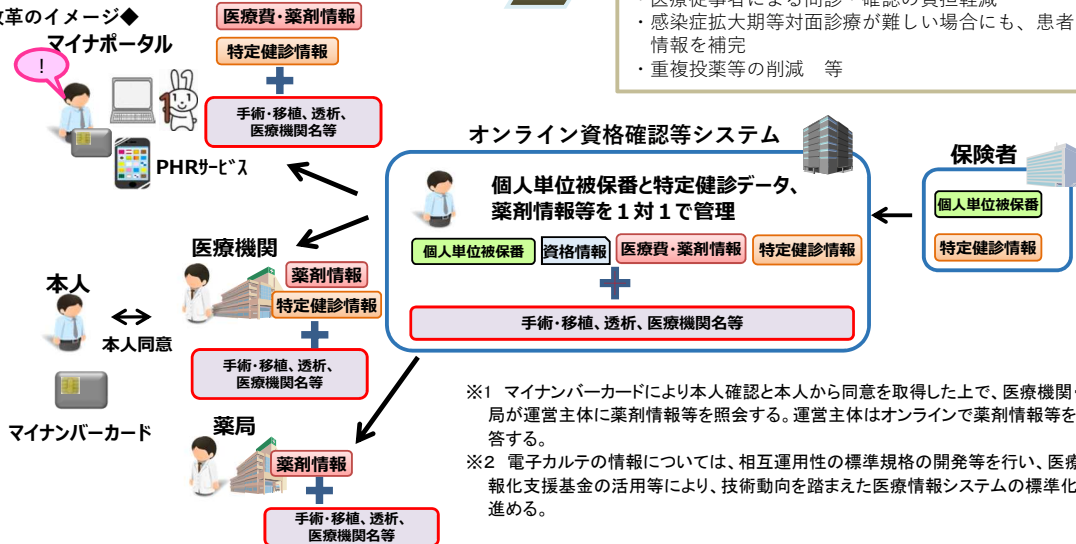 改革のイメージ◆
・医療従事者による問診・確認の負担軽減
・感染症拡大期等対面診療が難しい場合にも、患者
情報を補完
・重複投薬等の削減　等
マイナポータル
!
PHRｻｰﾋﾞｽ
医療費・薬剤情報
特定健診情報
手術・移植、透析、
医療機関名等
オンライン資格確認等システム
個人単位被保番と特定健診データ、
薬剤情報等を１対１で管理
個人単位被保番
資格情報
医療費・薬剤情報
特定健診情報
手術・移植、透析、医療機関名等
保険者
個人単位被保番
特定健診情報
医療機関
薬剤情報
特定健診情報
手術・移植、透析、
医療機関名等
本人
本人同意
マイナンバーカード
薬局
薬剤情報
手術・移植、透析、
医療機関名等
※1　マイナンバーカードにより本人確認と本人から同意を取得した上で、医療機関・
局が運営主体に薬剤情報等を照会する。運営主体はオンラインで薬剤情報等を
答する。
※2　電子カルテの情報については、相互運用性の標準規格の開発等を行い、医療
報化支援基金の活用等により、技術動向を踏まえた医療情報システムの標準化
進める。